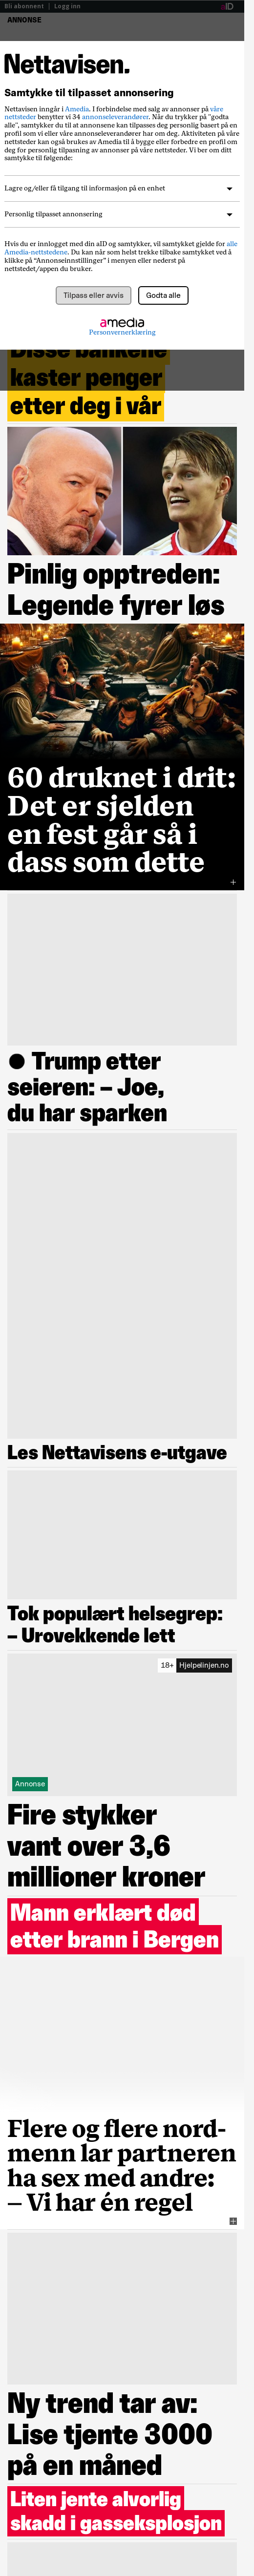 Bli abonnent | Logg inn
aID
ANNONSE
Nettavisen.
Samtykke til tilpasset annonsering
Nettavisen inngår i Amedia. I forbindelse med salg av annonser på våre
nettsteder benytter vi 34 annonseleverandører. Når du trykker på "godta
alle", samtykker du til at annonsene kan tilpasses deg personlig basert på en
profil som vi eller våre annonseleverandører har om deg. Aktiviteten på våre
nettsteder kan også brukes av Amedia til å bygge eller forbedre en profil om
deg for personlig tilpasning av annonser på våre nettsteder. Vi ber om ditt
samtykke til følgende:
Lagre og/eller få tilgang til informasjon på en enhet
Personlig tilpasset annonsering
Hvis du er innlogget med din aID og samtykker, vil samtykket gjelde for alle
Amedia-nettstedene. Du kan når som helst trekke tilbake samtykket ved å
klikke på “Annonseinnstillinger” i menyen eller nederst på
nettstedet/appen du bruker.
Tilpass eller avvis
Godta alle
amedia
Personvernerklæring
Disse bankene
kaster penger
etter deg i vår
Pinlig opptreden:
Legende fyrer løs
60 druknet i drit:
Det er sjelden
en fest går så i
dass som dette
● Trump etter
seieren: – Joe,
du har sparken
Les Nettavisens e-utgave
Tok populært helsegrep:
– Urovekkende lett
18+ Hjelpelinjen.no
Annonse
Fire stykker
vant over 3,6
millioner kroner
Mann erklært død
etter brann i Bergen
Flere og flere nord-
menn lar partneren
ha sex med andre:
– Vi har én regel
Ny trend tar av:
Lise tjente 3000
på en måned
Liten jente alvorlig
skadd i gasseksplosjon